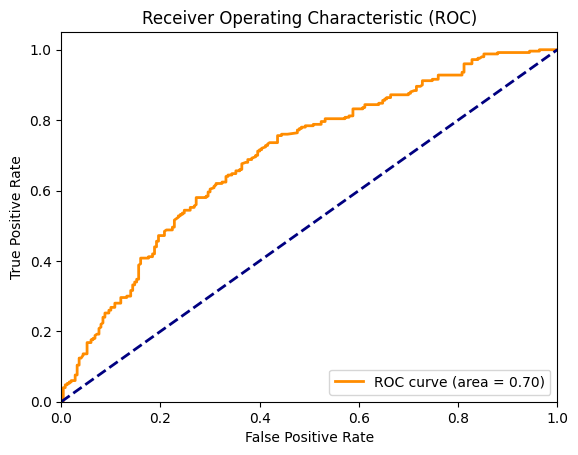 Receiver Operating Characteristic (ROC)
1.0
0.8
0.6
0.4
0.2
0.0
True Positive Rate
ROC curve (area = 0.70)
0.0 0.2 0.4 0.6 0.8 1.0
False Positive Rate